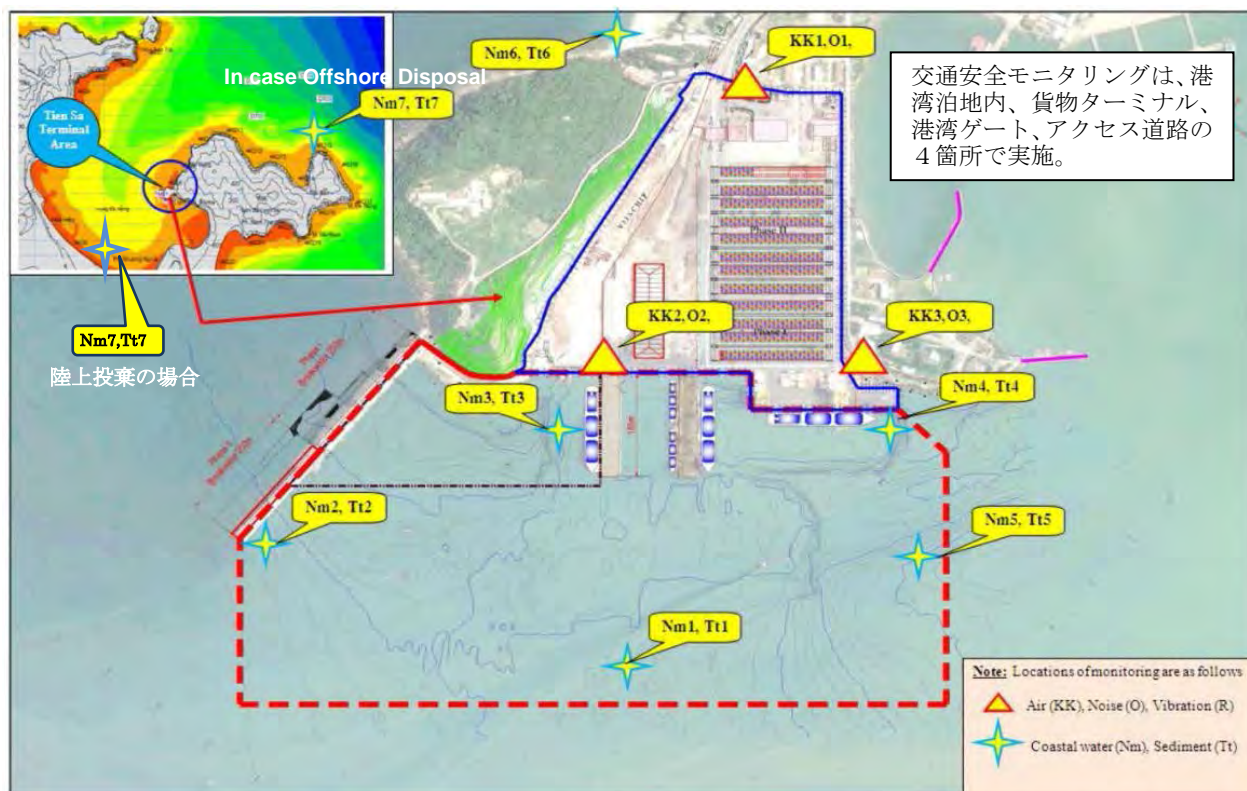 In case Offshore Disposal
Nm7, Tt7
Tien Sa
Terminal
Area
Nm7,Tt7
陸上投棄の場合
Nm6, Tt6
KK1,O1,
交通安全モニタリングは、港
湾泊地内、貨物ターミナル、
港湾ゲート、アクセス道路の
4箇所で実施。
Phase II
KK2, O2,
KK3, O3,
Phase I
Nm3, Tt3
Nm4, Tt4
Nm2, Tt2
Nm5, Tt5
Nm1, Tt1
Note: Locations of monitoring are as follows
Air (KK), Noise (O), Vibration (R)
Coastal water (Nm), Sediment (Tt)